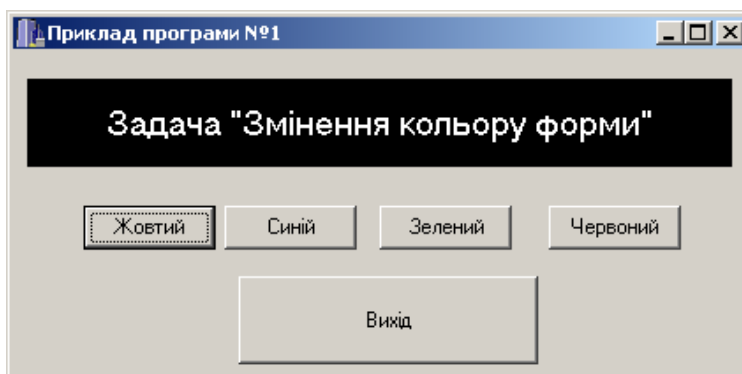 Приклад програми №1
Задача "Змінення кольору форми"
Жовтий Синій Зелений Червоний
Вихід